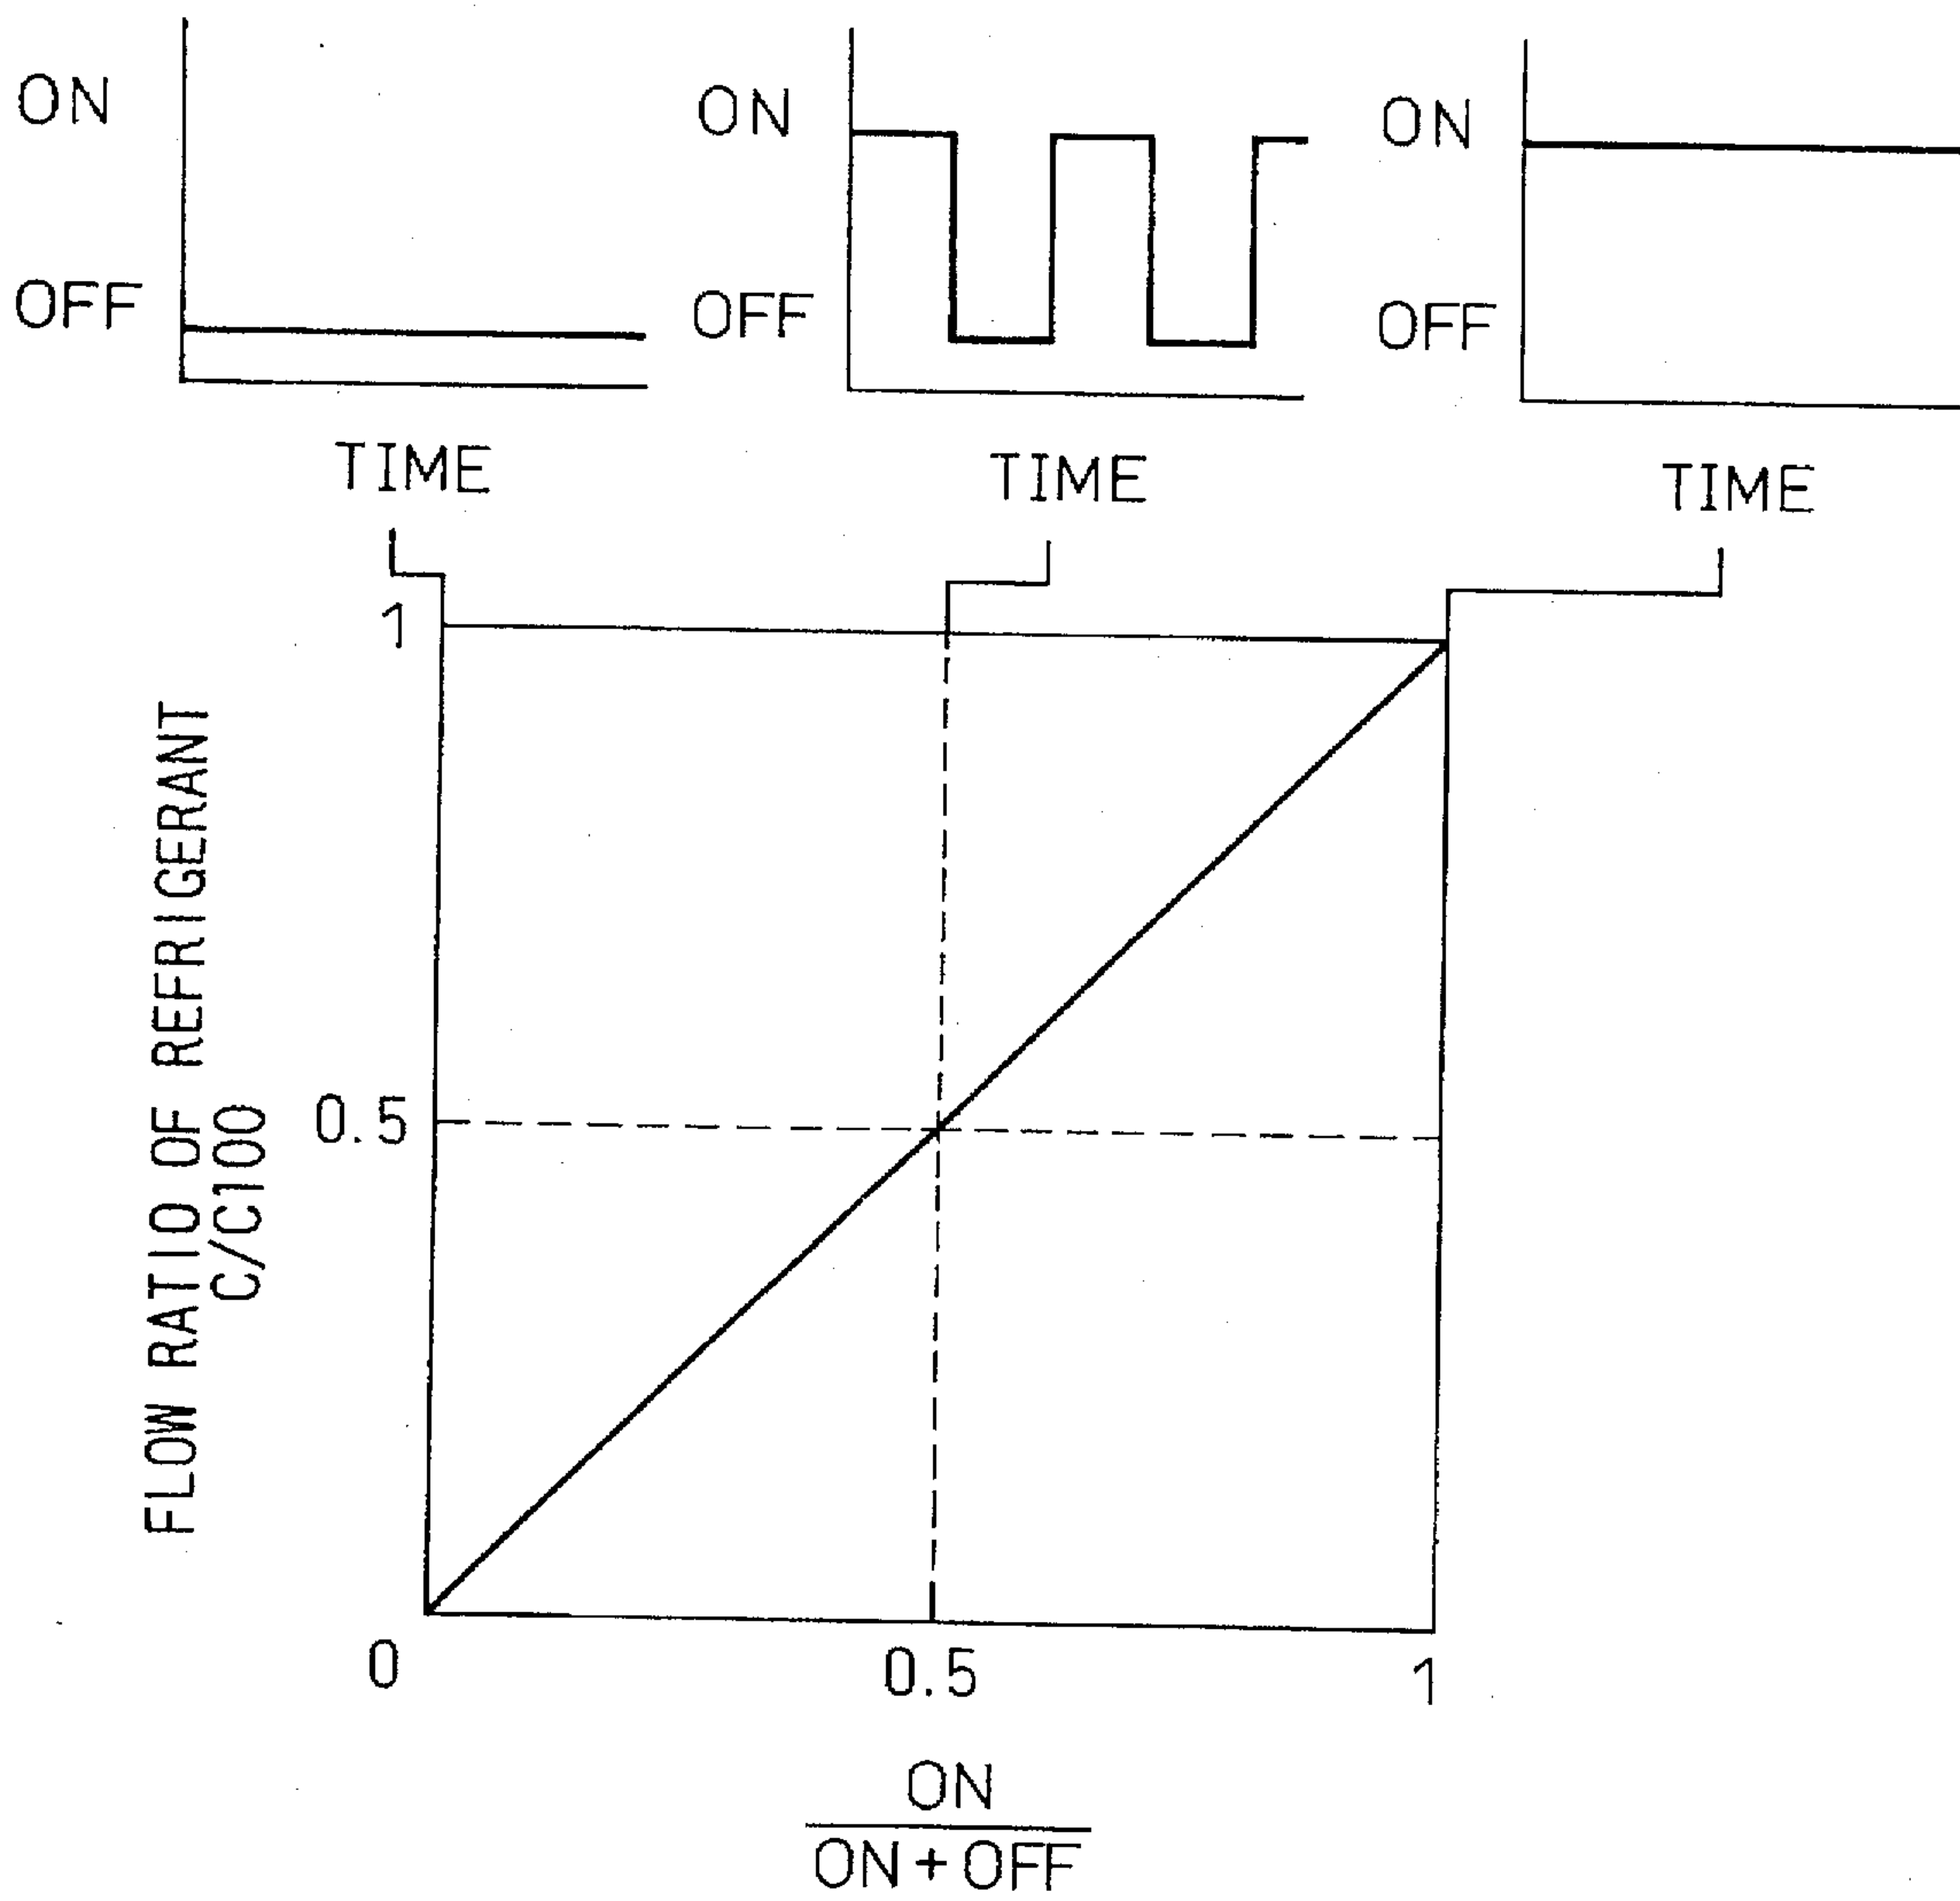 ON
OFF
TIME
ON
OFF
TIME
ON
OFF
TIME
FLOW RATIO OF REFRIGERANT
C/C100
1
0.5
0
0.5
1
ON
ON+OFF